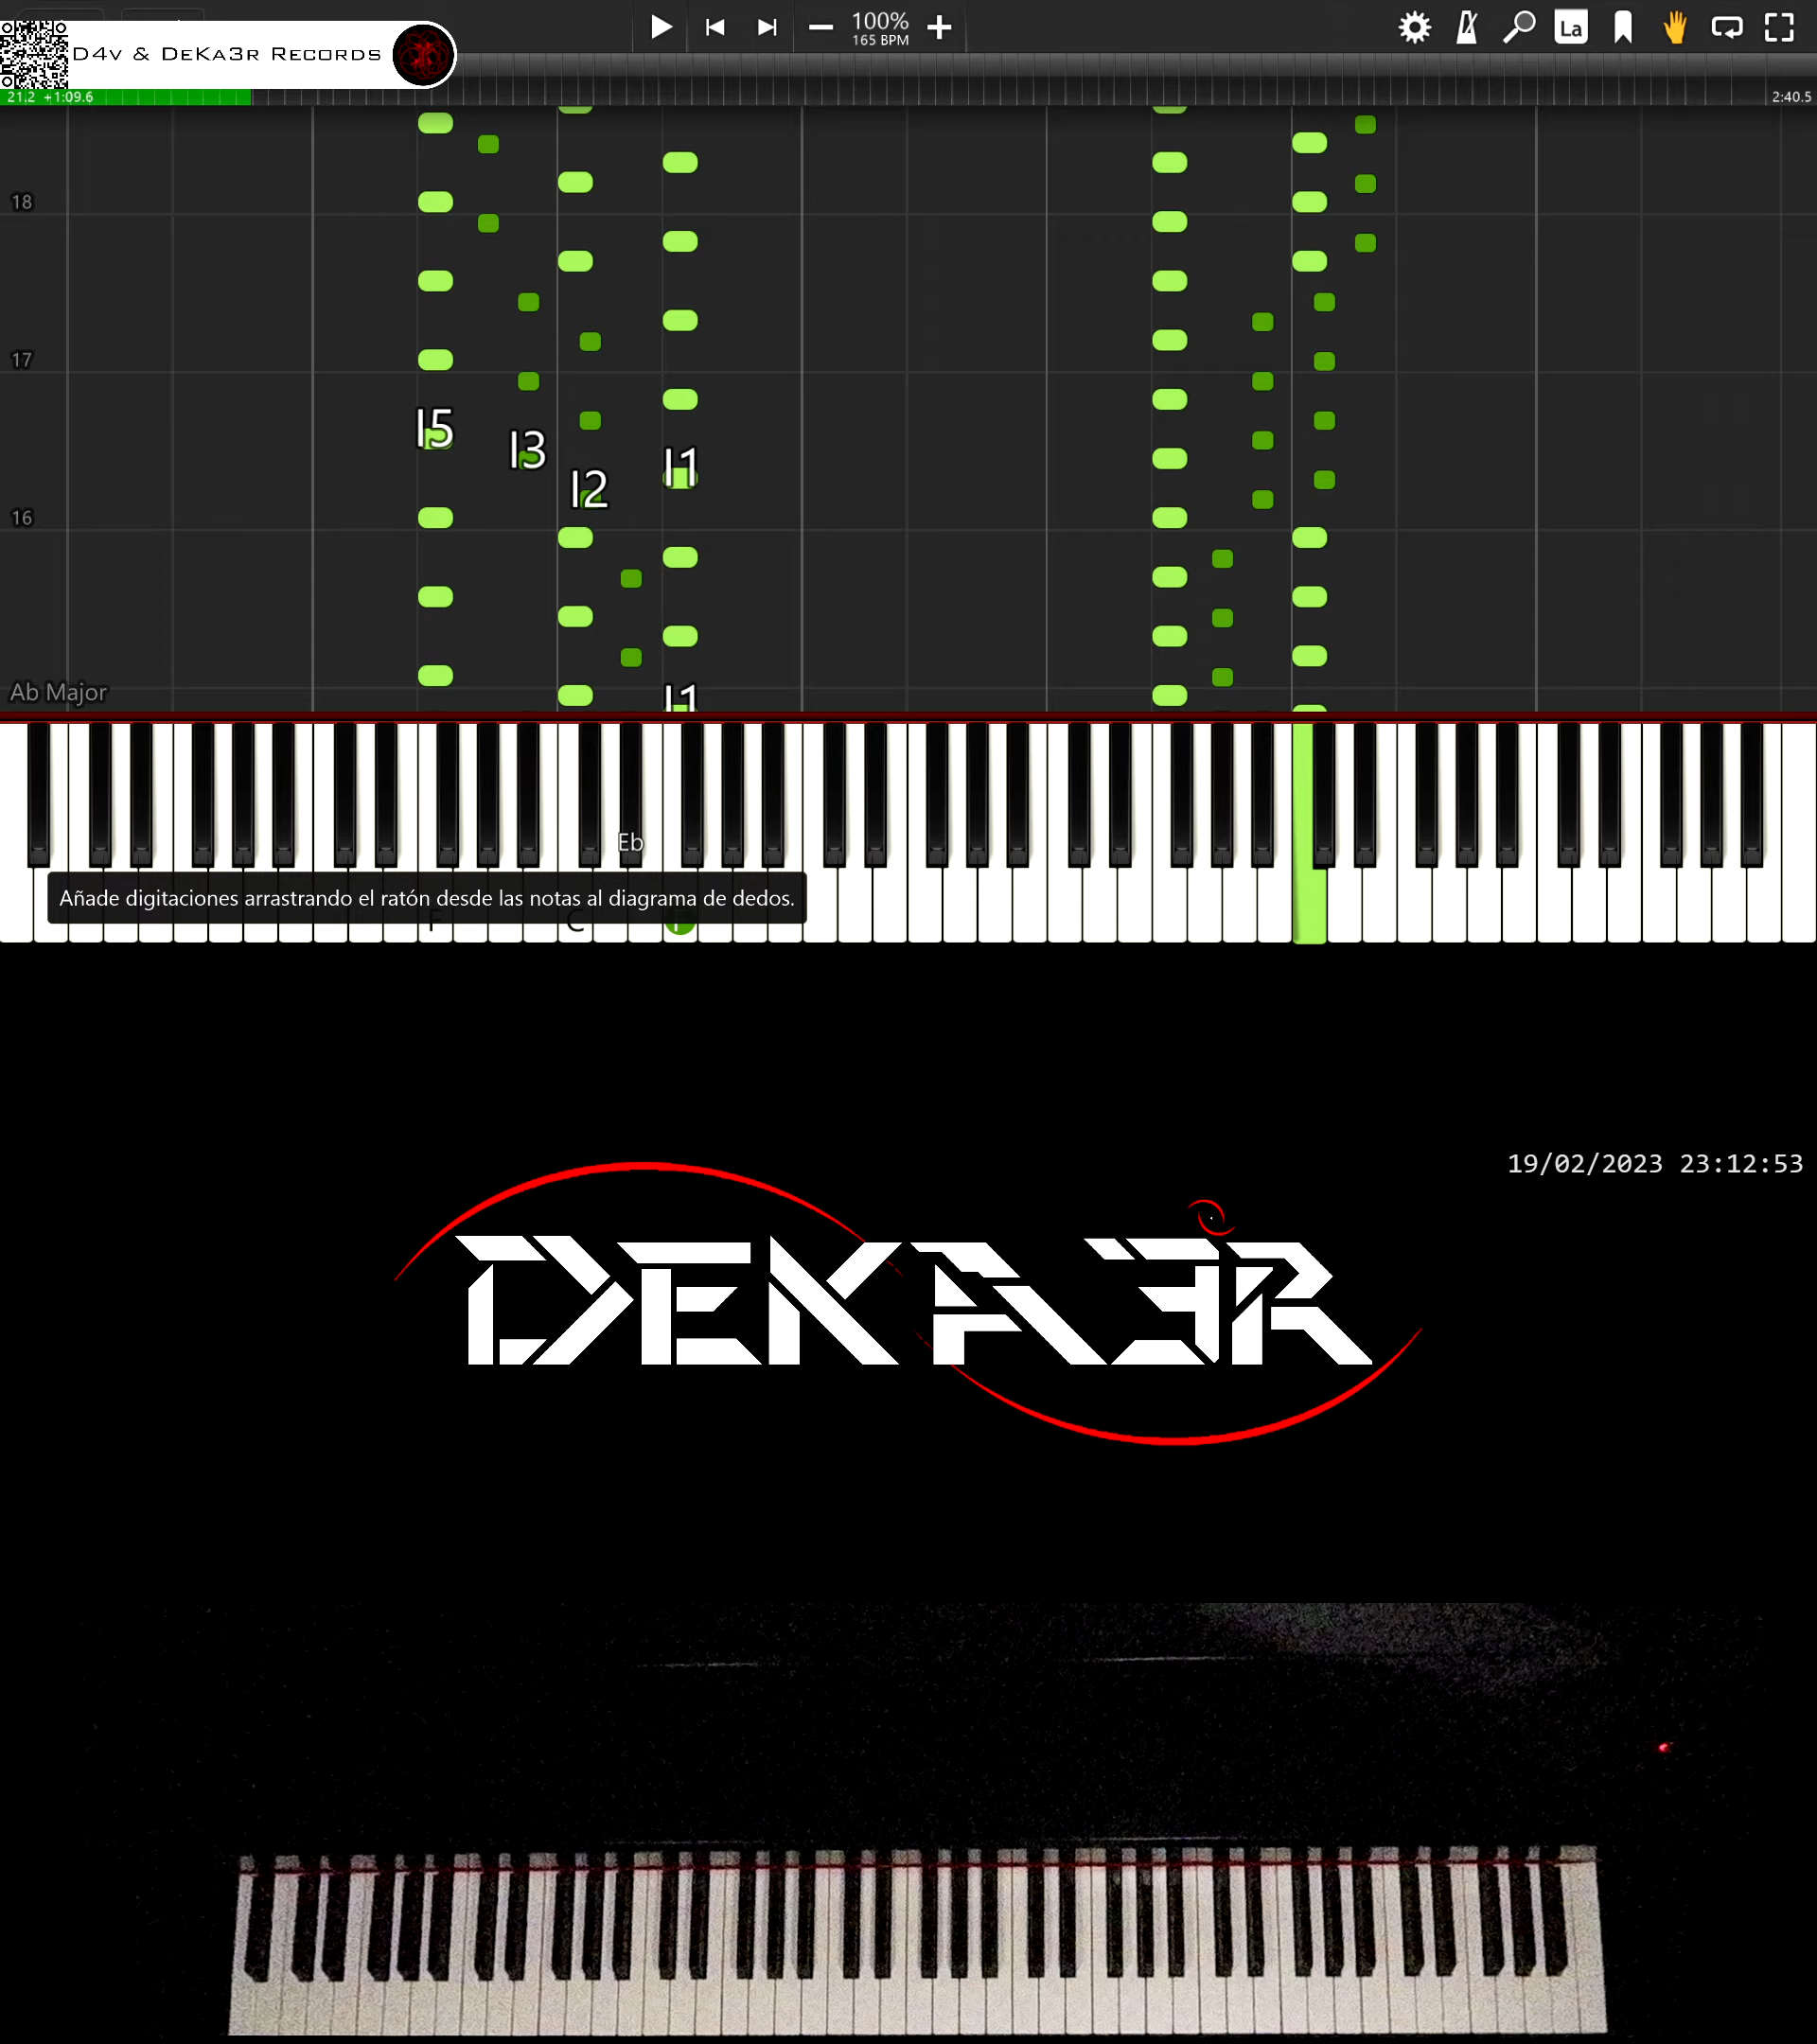 100%
165 BPM
La
D4v & DeKa3r Records
21,2 +1:09.6
2:40.5
18
17
l5
l3
l1
l2
16
Ab Major
l1
Eb
Añade digitaciones arrastrando el ratón desde las notas al diagrama de dedos.
F
C
F
19/02/2023 23:12:53
DEKA3R